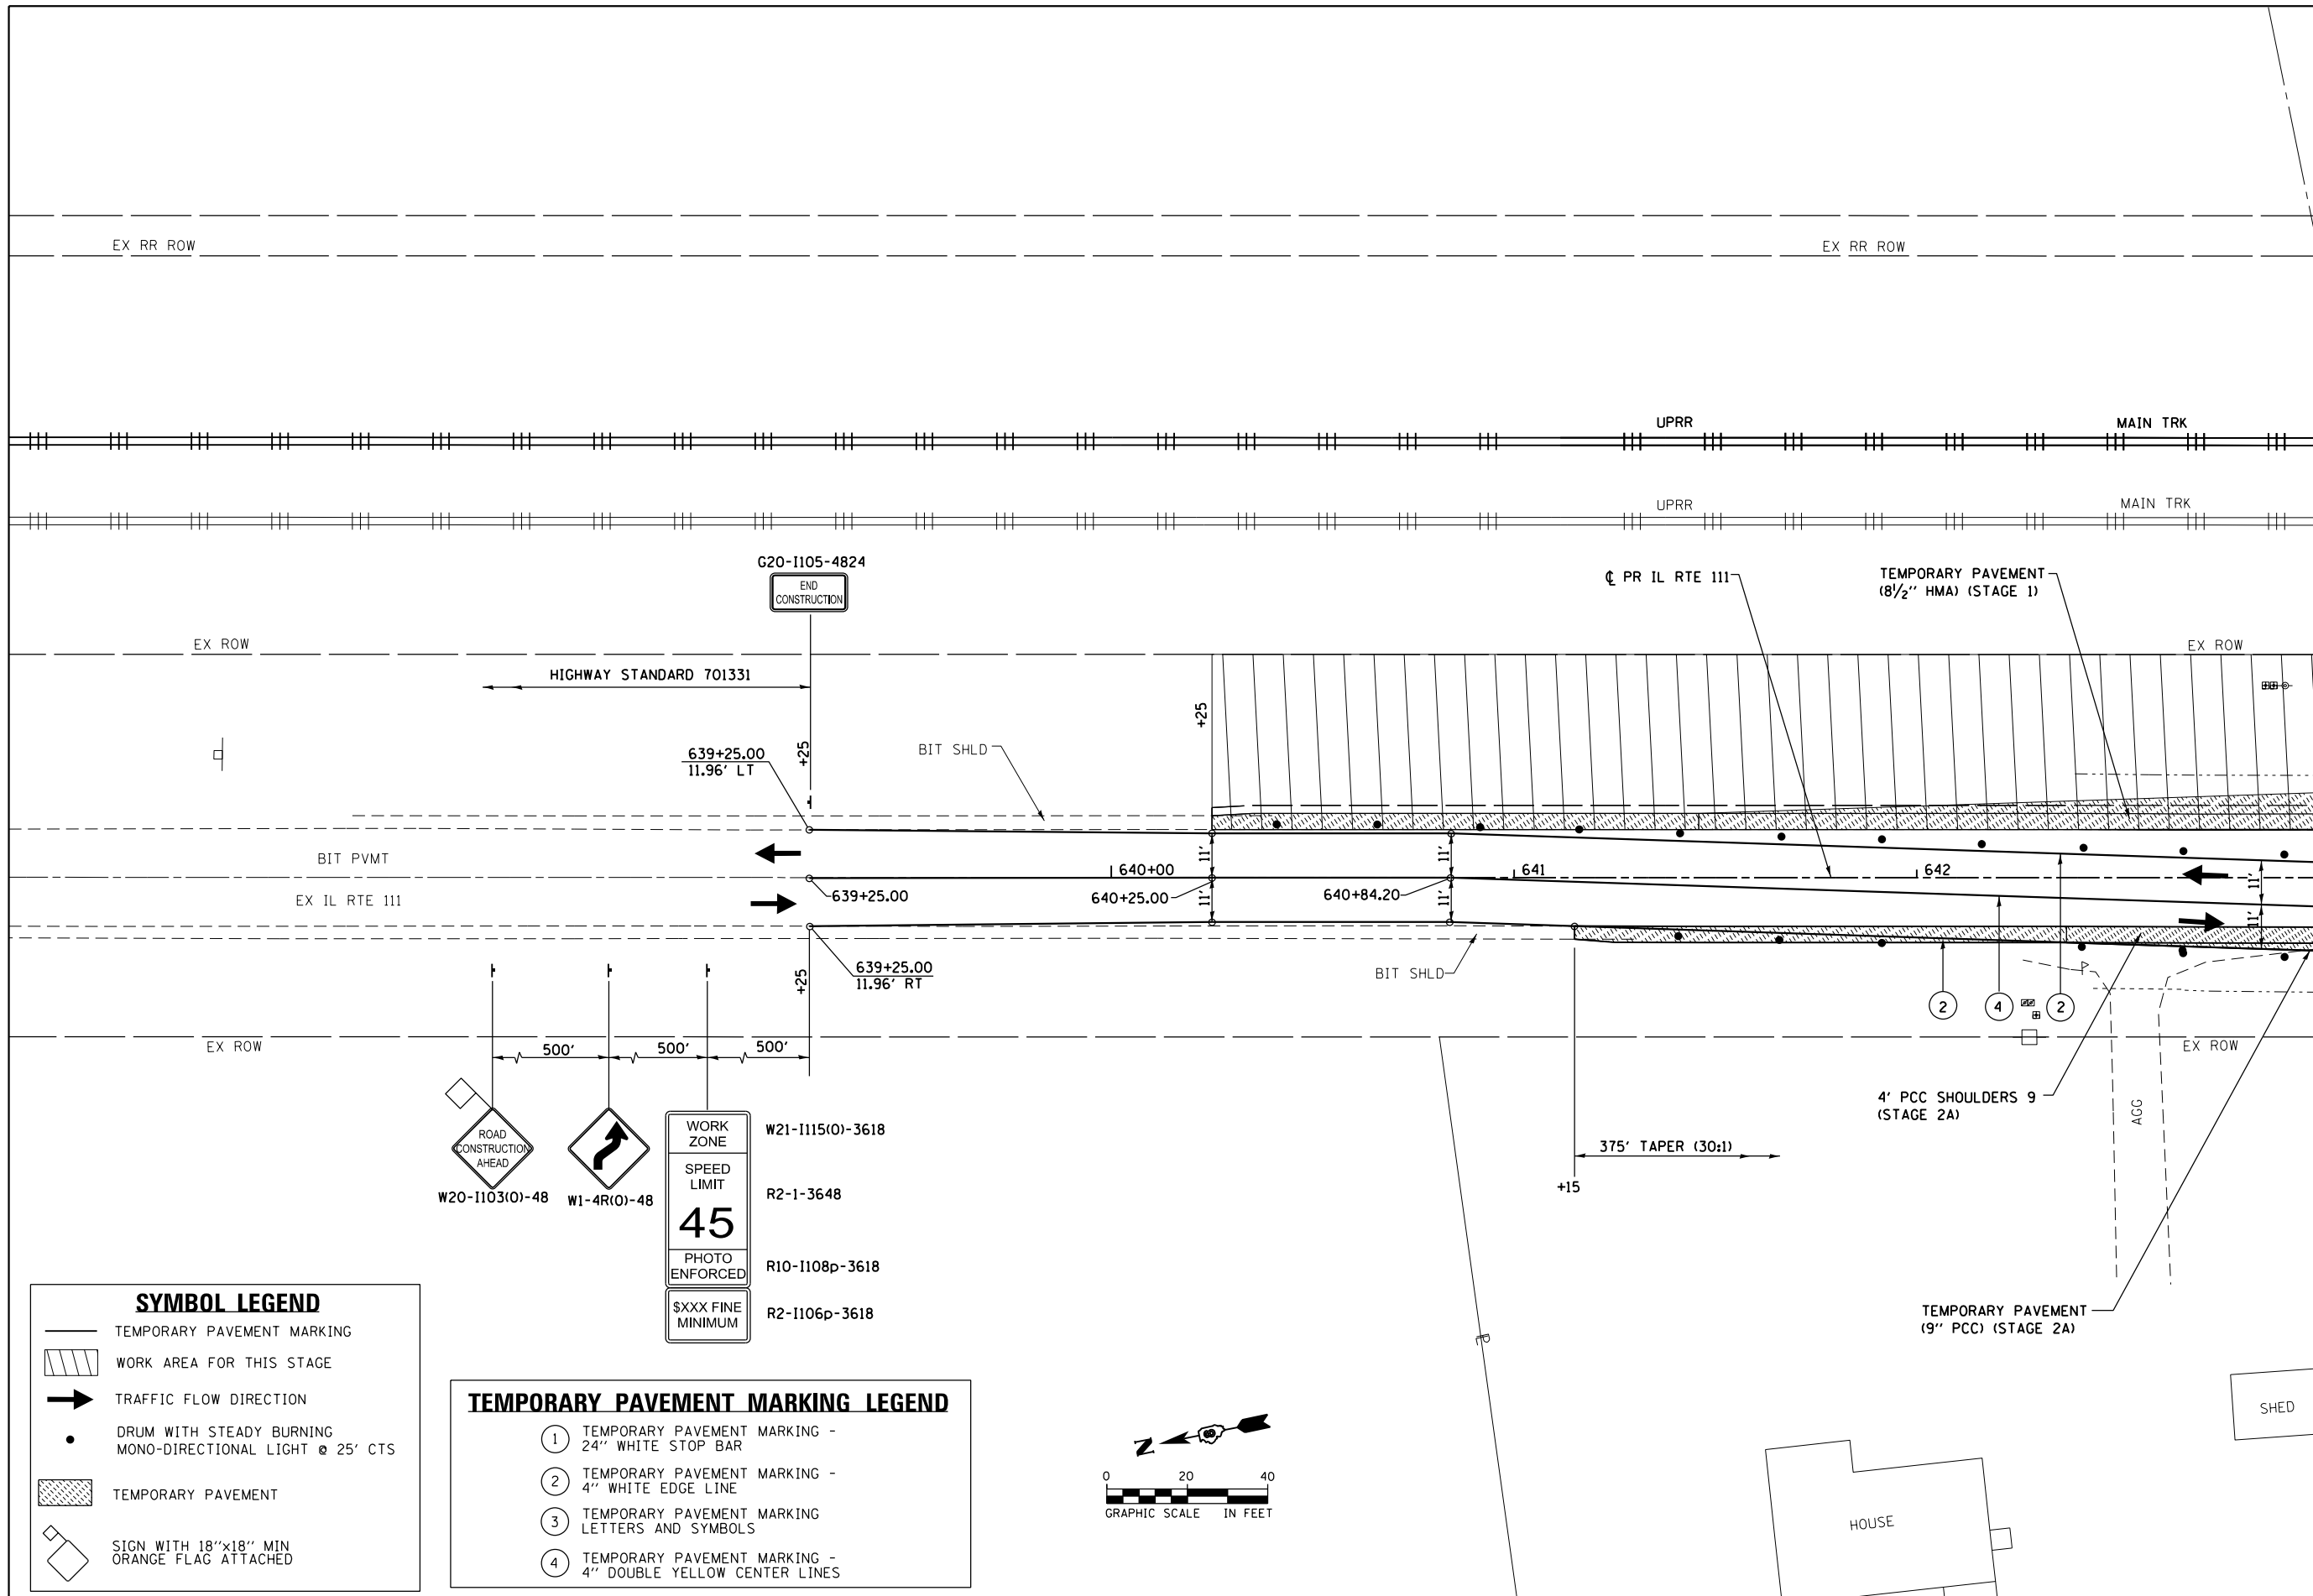 EX RR ROW
EX RR ROW
UPRR
MAIN TRK
UPRR
MAIN TRK
G20-I105-4824
END
CONSTRUCTION
℄ PR IL RTE 111
TEMPORARY PAVEMENT
(8½'' HMA) (STAGE 1)
EX ROW
EX ROW
HIGHWAY STANDARD 701331
+25
+25
639+25.00
11.96' LT
BIT SHLD
BIT PVMT
11'
11'
640+00
641
642
11'
EX IL RTE 111
639+25.00
640+25.00
11'
640+84.20
11'
11'
639+25.00
11.96' RT
+25
BIT SHLD
2
4
2
EX ROW
500'
500'
500'
EX ROW
4' PCC SHOULDERS 9
(STAGE 2A)
AGG
375' TAPER (30:1)
+15
ROAD
CONSTRUCTION
AHEAD
W20-I103(O)-48
W1-4R(O)-48
WORK
ZONE
W21-I115(O)-3618
SPEED
LIMIT
45
R2-1-3648
PHOTO
ENFORCED
R10-I108p-3618
$XXX FINE
MINIMUM
R2-I106p-3618
TEMPORARY PAVEMENT
(9'' PCC) (STAGE 2A)
PL
SHED
HOUSE
SYMBOL LEGEND
TEMPORARY PAVEMENT MARKING
WORK AREA FOR THIS STAGE
TRAFFIC FLOW DIRECTION
DRUM WITH STEADY BURNING
MONO-DIRECTIONAL LIGHT @ 25' CTS
TEMPORARY PAVEMENT
SIGN WITH 18''x18'' MIN
ORANGE FLAG ATTACHED
TEMPORARY PAVEMENT MARKING LEGEND
1 TEMPORARY PAVEMENT MARKING -
24'' WHITE STOP BAR
2 TEMPORARY PAVEMENT MARKING -
4'' WHITE EDGE LINE
3 TEMPORARY PAVEMENT MARKING
LETTERS AND SYMBOLS
4 TEMPORARY PAVEMENT MARKING -
4'' DOUBLE YELLOW CENTER LINES
N
0 20 40
GRAPHIC SCALE IN FEET